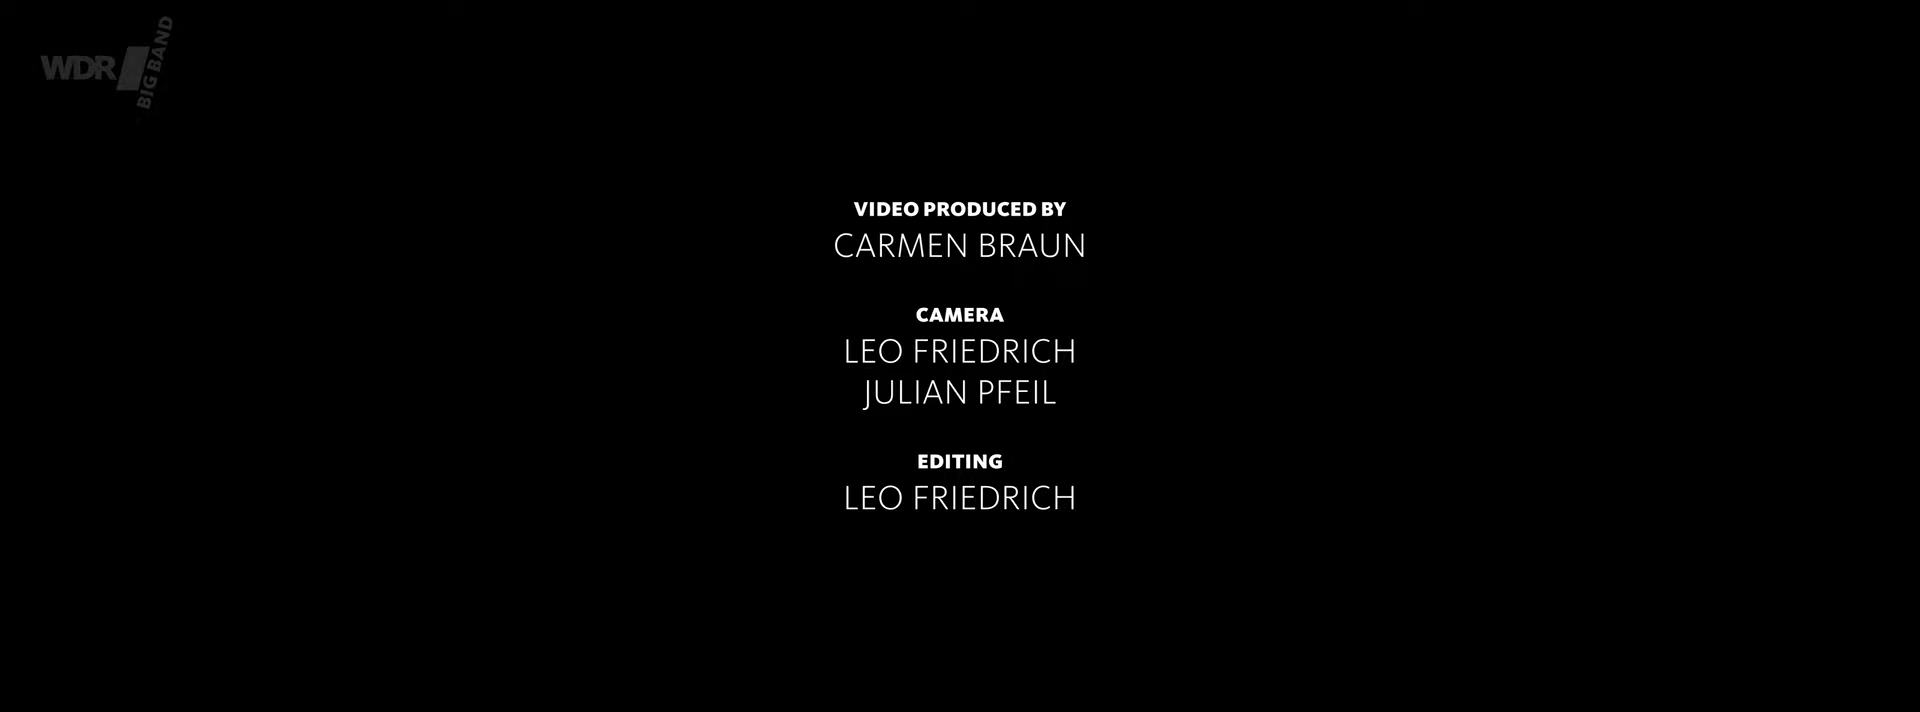 WDR BIG BAND
VIDEO PRODUCED BY
CARMEN BRAUN
CAMERA
LEO FRIEDRICH
JULIAN PFEIL
EDITING
LEO FRIEDRICH